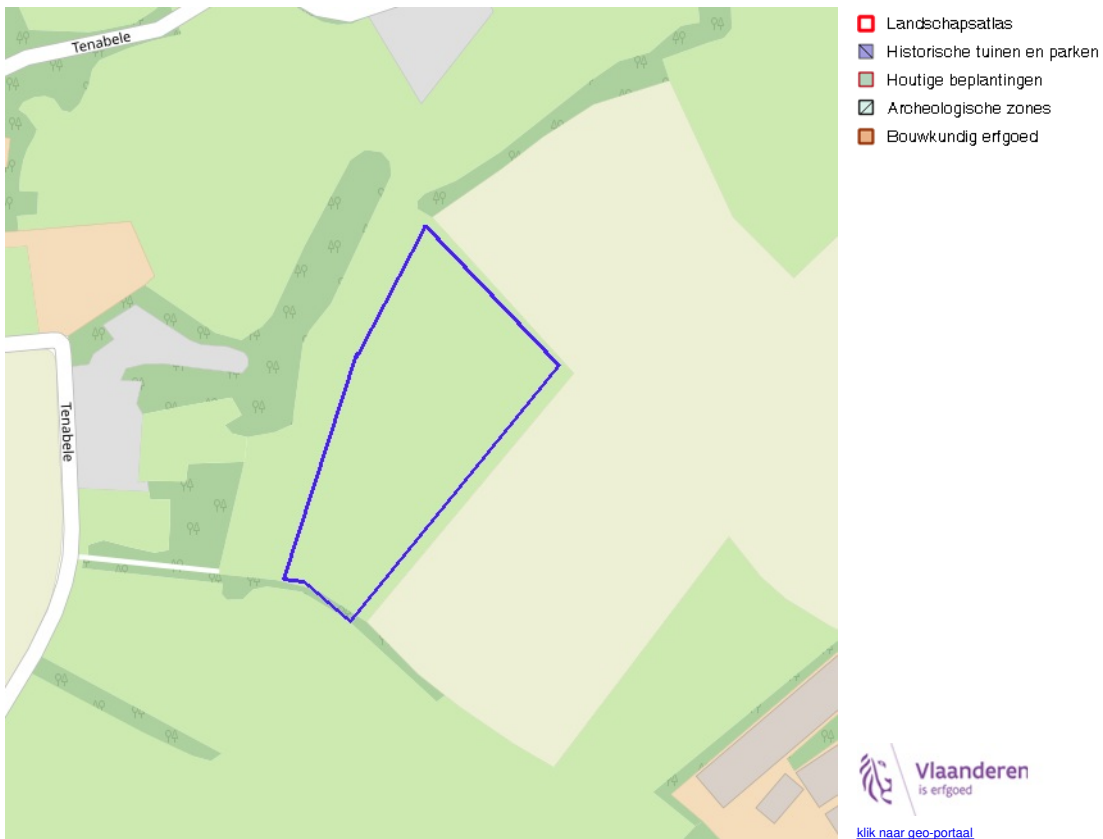 Tenabele
Tenabele
Landschapsatlas
Historische tuinen en parken
Houtige beplantingen
Archeologische zones
Bouwkundig erfgoed
Vlaanderen
is erfgoed
klik naar geo-portaal